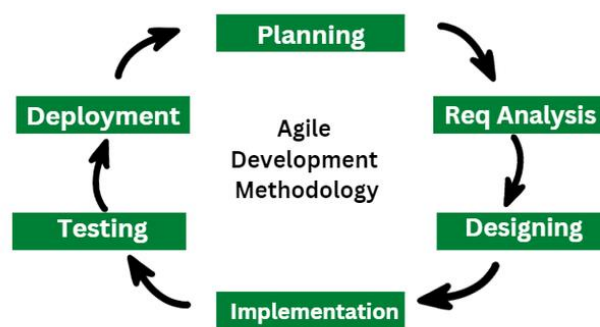 Planning
Req Analysis
Designing
Implementation
Testing
Deployment
Agile
Development
Methodology